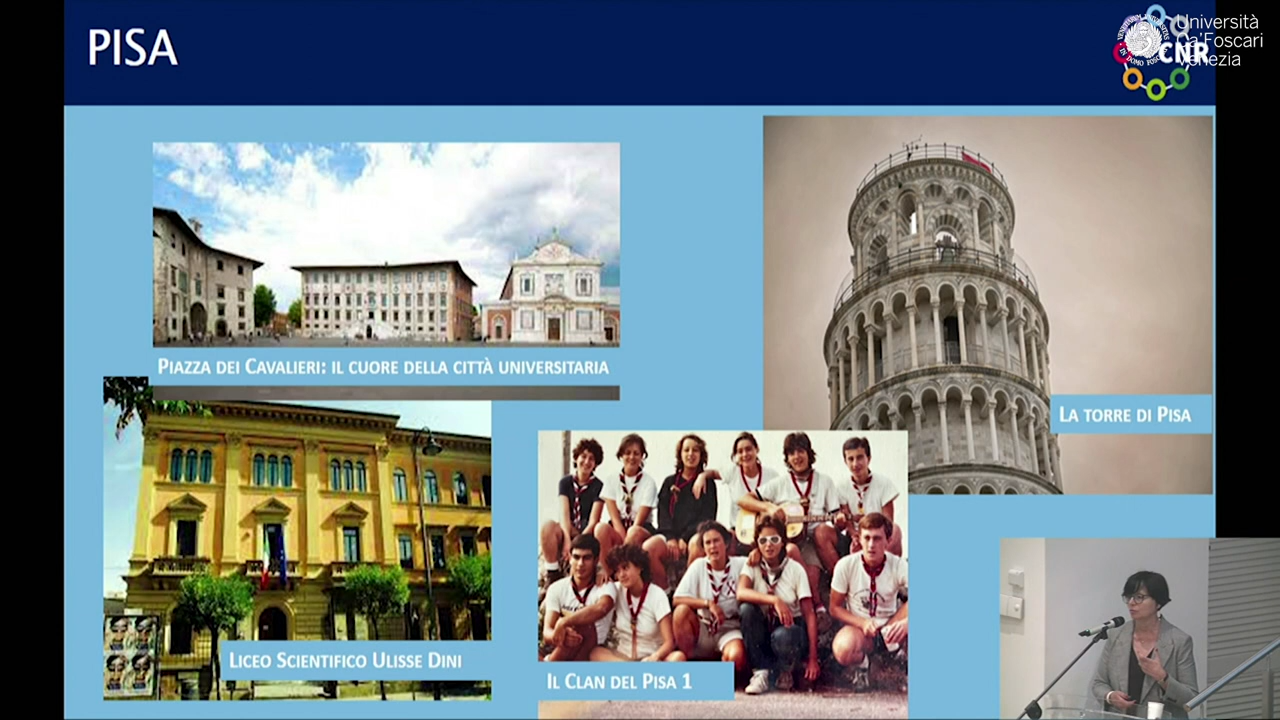 PISA
Università
Ca'Foscari
Venezia
CNR
PIAZZA DEI CAVALIERI: IL CUORE DELLA CITTÀ UNIVERSITARIA
LA TORRE DI PISA
LICEO SCIENTIFICO ULISSE DINI
IL CLAN DEL PISA 1